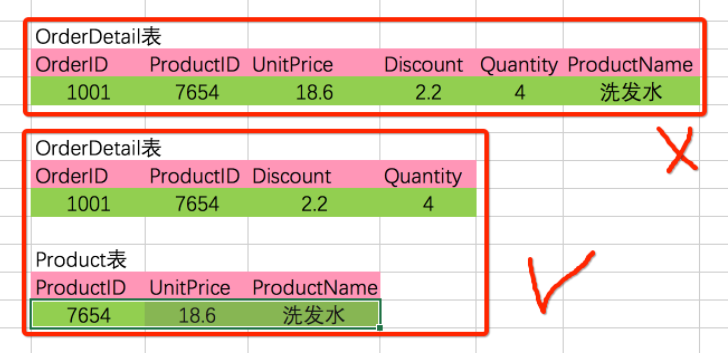 OrderDetail表
OrderID ProductID UnitPrice Discount Quantity ProductName
1001 7654 18.6 2.2 4 洗发水
OrderDetail表
OrderID ProductID Discount Quantity
1001 7654 2.2 4
Product表
ProductID UnitPrice ProductName
7654 18.6 洗发水